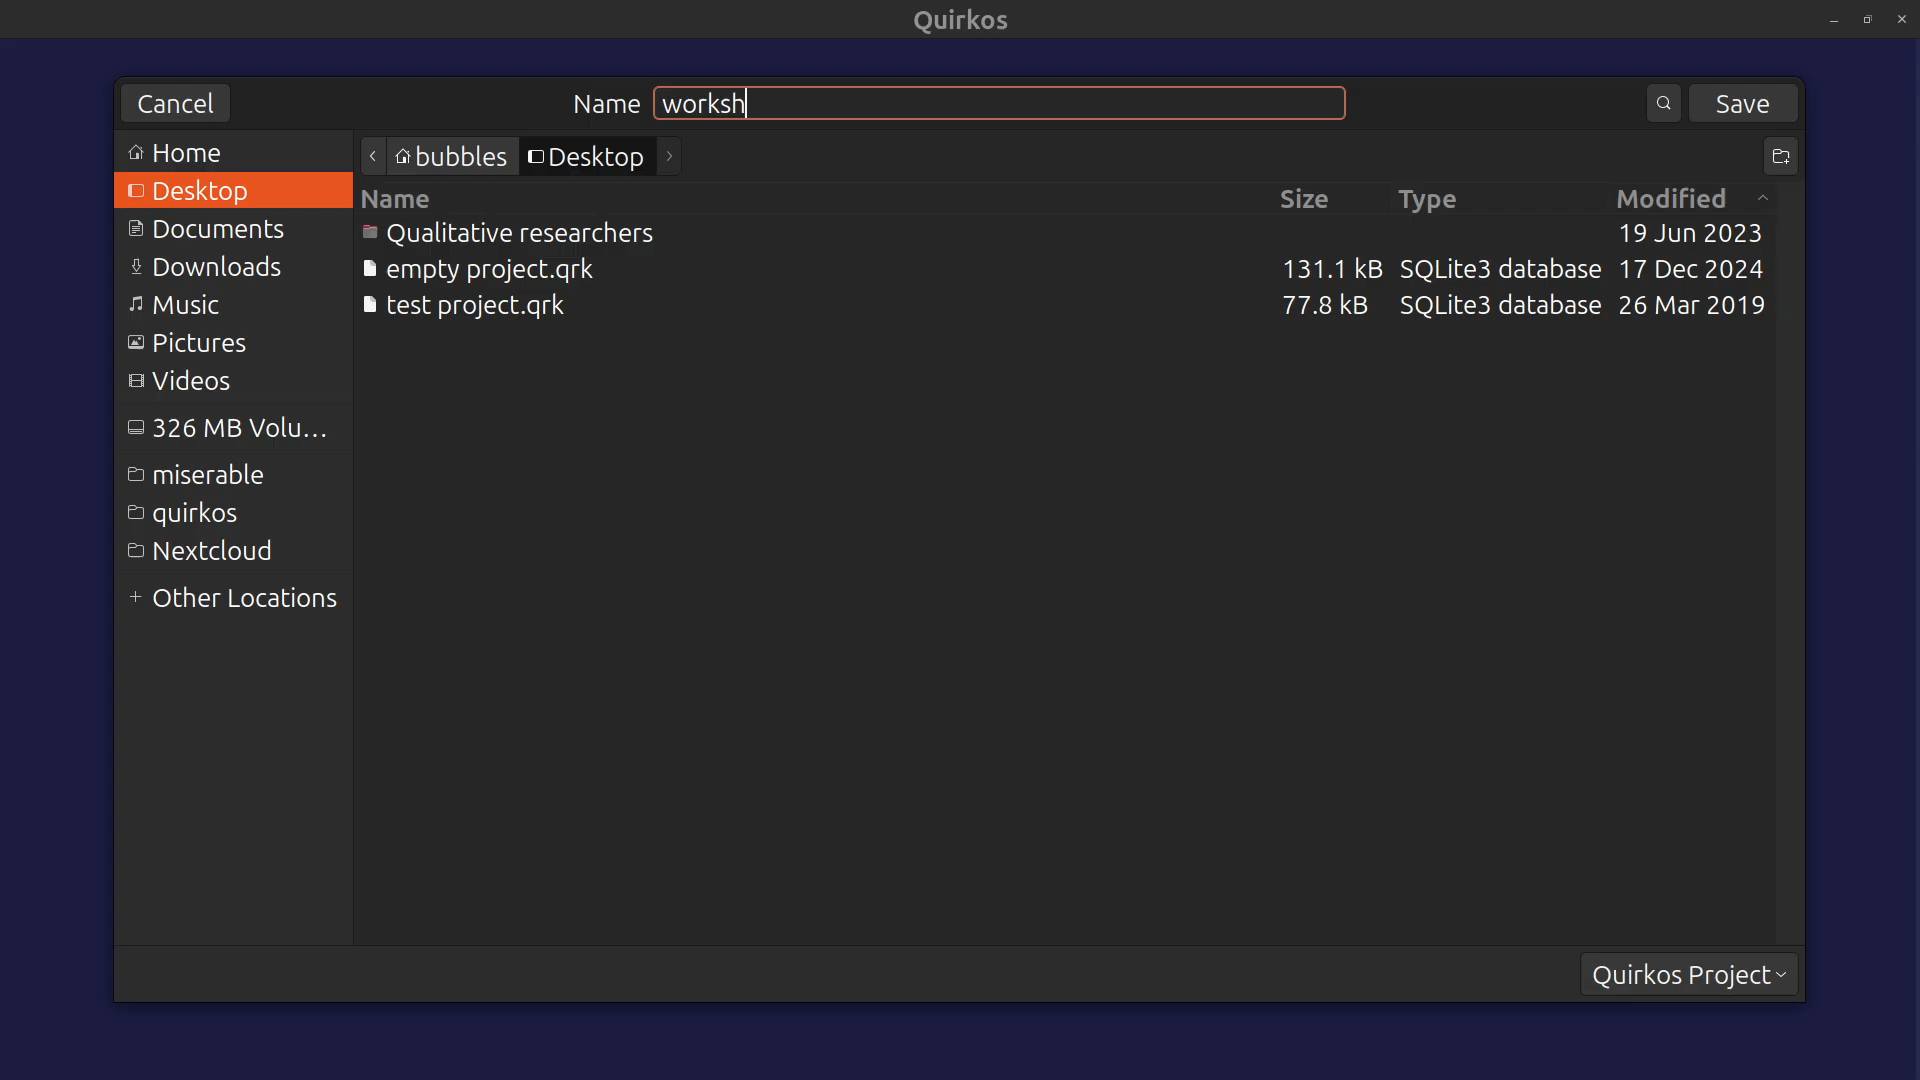 Quirkos
Cancel
Name worksh
Save
Home
Desktop
Documents
Downloads
Music
Pictures
Videos
326 MB Volu...
miserable
quirkos
Nextcloud
Other Locations
bubbles Desktop
Name Size Type Modified
Qualitative researchers 19 Jun 2023
empty project.qrk 131.1 kB SQLite3 database 17 Dec 2024
test project.qrk 77.8 kB SQLite3 database 26 Mar 2019
Quirkos Project